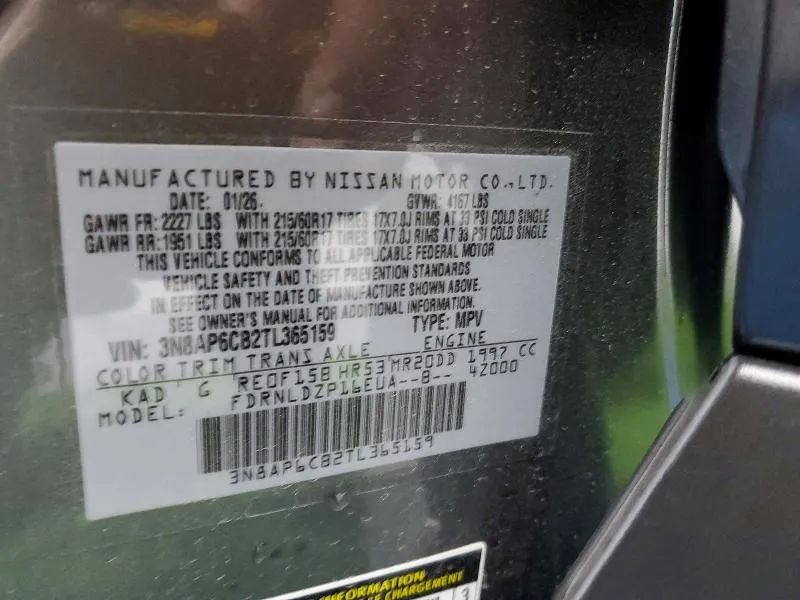 MANUFACTURED BY NISSAN MOTOR CO.,LTD.
DATE: 01/26. GVWR: 4167 LBS
GAWR FR: 2227 LBS WITH 215/60R17 TIRES 17X7.0J RIMS AT 33 PSI COLD SINGLE
GAWR RR: 1951 LBS WITH 215/60R17 TIRES 17X7.0J RIMS AT 33 PSI COLD SINGLE
THIS VEHICLE CONFORMS TO ALL APPLICABLE FEDERAL MOTOR
VEHICLE SAFETY AND THEFT PREVENTION STANDARDS
IN EFFECT ON THE DATE OF MANUFACTURE SHOWN ABOVE.
SEE OWNER'S MANUAL FOR ADDITIONAL INFORMATION.
VIN: 3N8AP6CB2TL365159 TYPE: MPV
COLOR TRIM TRANS AXLE ENGINE
KAD G RE0F15B HR53 MR20DD 1997 CC
MODEL: FDRNLDZP16EUA--B-- 42000
3N8AP6CB2TL365159
INFORMATION
CHARGEMENT
3